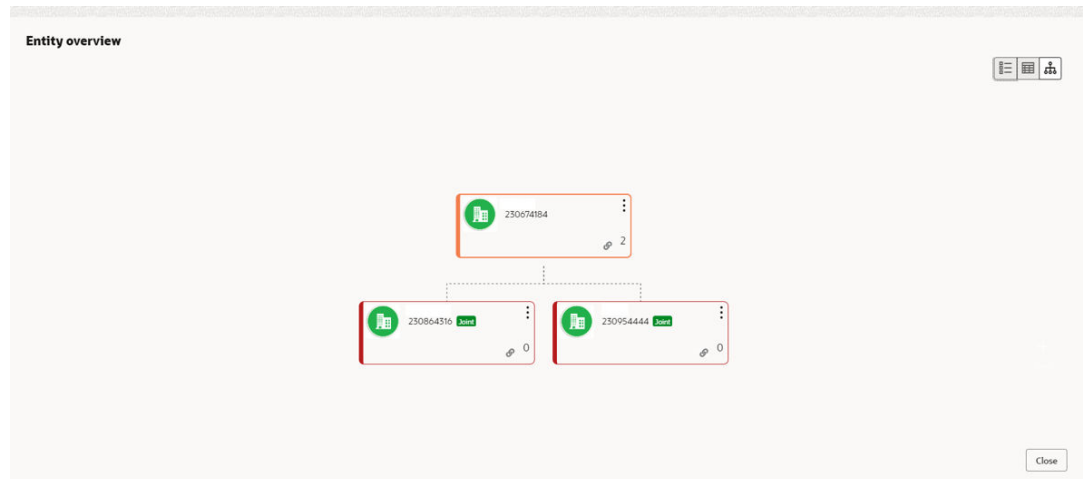 Entity overview
230674184
2
230864316 Joint
0
230954444 Joint
0
Close